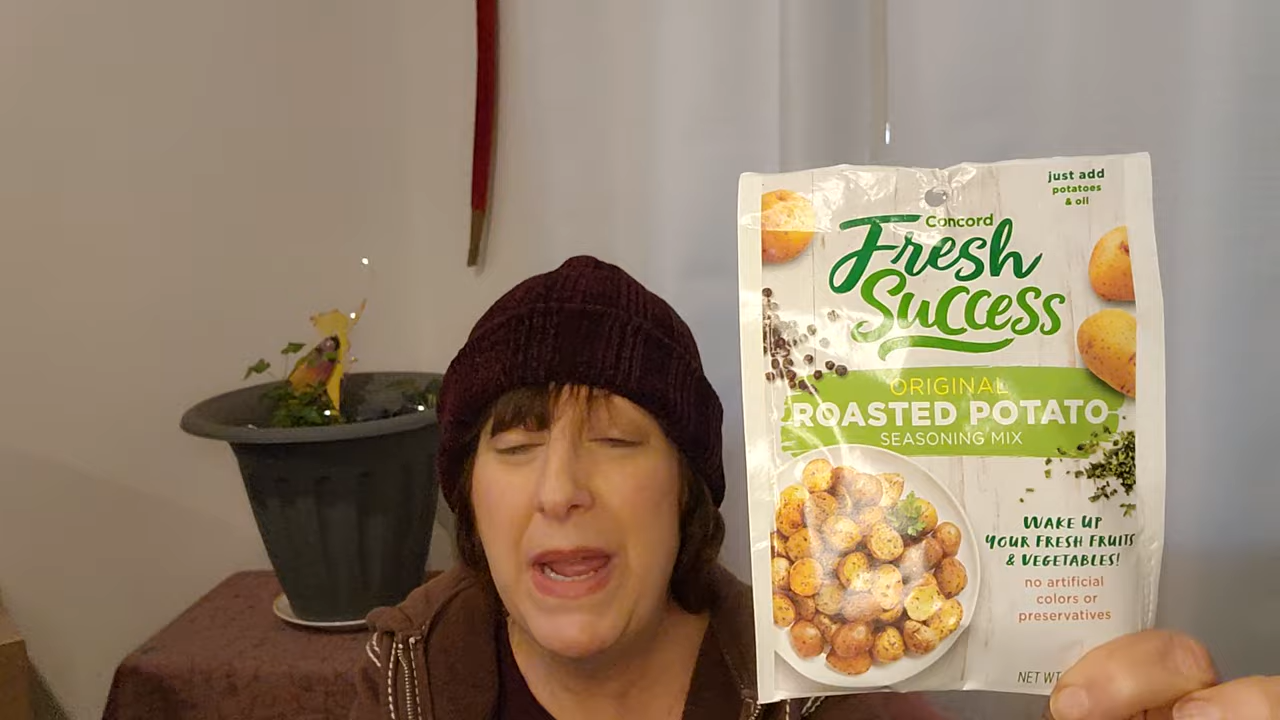 just add
potatoes
& oil
Concord
Fresh
Success
ORIGINAL
ROASTED POTATO
SEASONING MIX
WAKE UP
YOUR FRESH FRUITS
& VEGETABLES!
no artificial
colors or
preservatives
NET WT